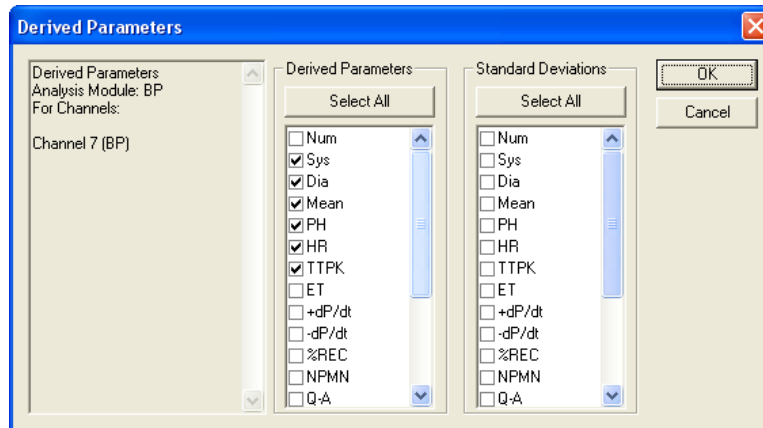 Derived Parameters
Derived Parameters
Analysis Module: BP
For Channels:
Channel 7 (BP)
Derived Parameters
Select All
Num
Sys
Dia
Mean
PH
HR
TTPK
ET
+dP/dt
-dP/dt
%REC
NPMN
Q-A
Standard Deviations
Select All
Num
Sys
Dia
Mean
PH
HR
TTPK
ET
+dP/dt
-dP/dt
%REC
NPMN
Q-A
OK
Cancel